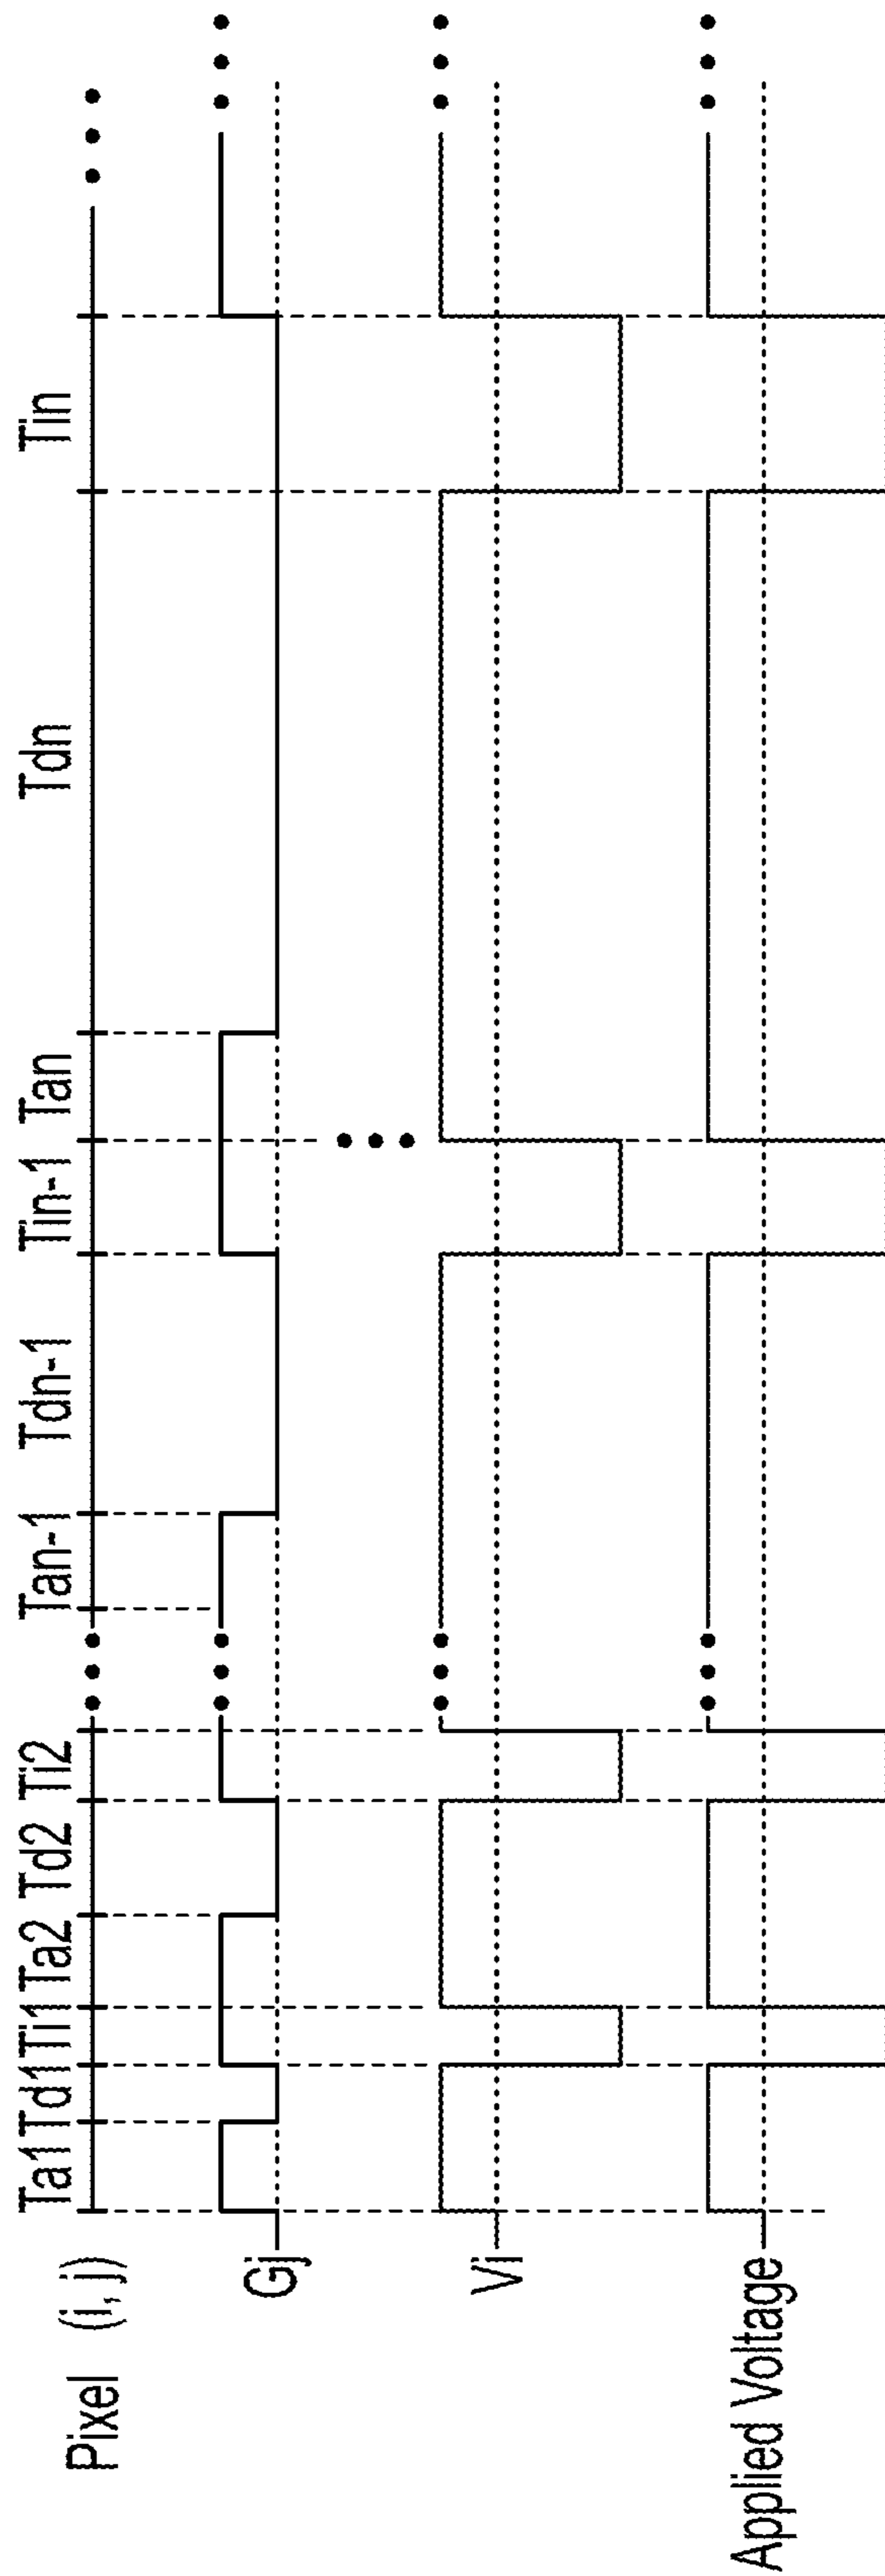 Pixel (i, j)
Ta1 Td1 Ti1 Ta2 Td2 Ti2 Tan-1 Tdn-1 Tin-1 Tan Tdn Tin
Gj
Vi
Applied Voltage